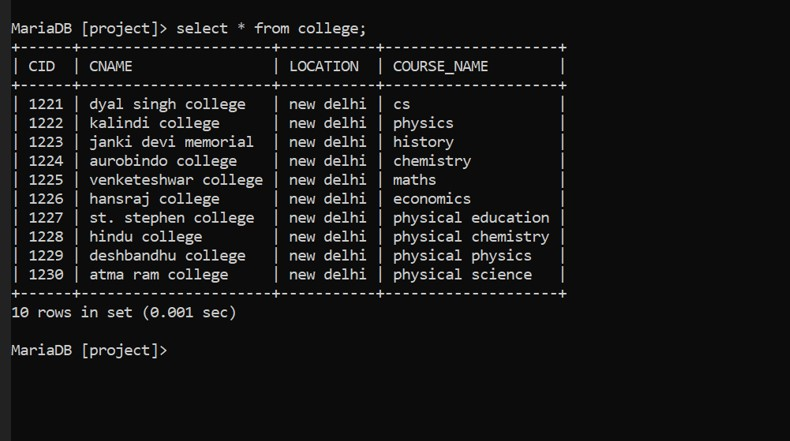 MariaDB [project]> select * from college;
+------+----------------------+-----------+--------------------+
| CID  | CNAME                | LOCATION  | COURSE_NAME        |
+------+----------------------+-----------+--------------------+
| 1221 | dyal singh college   | new delhi | cs                 |
| 1222 | kalindi college      | new delhi | physics            |
| 1223 | janki devi memorial  | new delhi | history            |
| 1224 | aurobindo college    | new delhi | chemistry          |
| 1225 | venketeshwar college | new delhi | maths              |
| 1226 | hansraj college      | new delhi | economics          |
| 1227 | st. stephen college  | new delhi | physical education |
| 1228 | hindu college        | new delhi | physical chemistry |
| 1229 | deshbandhu college   | new delhi | physical physics   |
| 1230 | atma ram college     | new delhi | physical science   |
+------+----------------------+-----------+--------------------+
10 rows in set (0.001 sec)
MariaDB [project]>